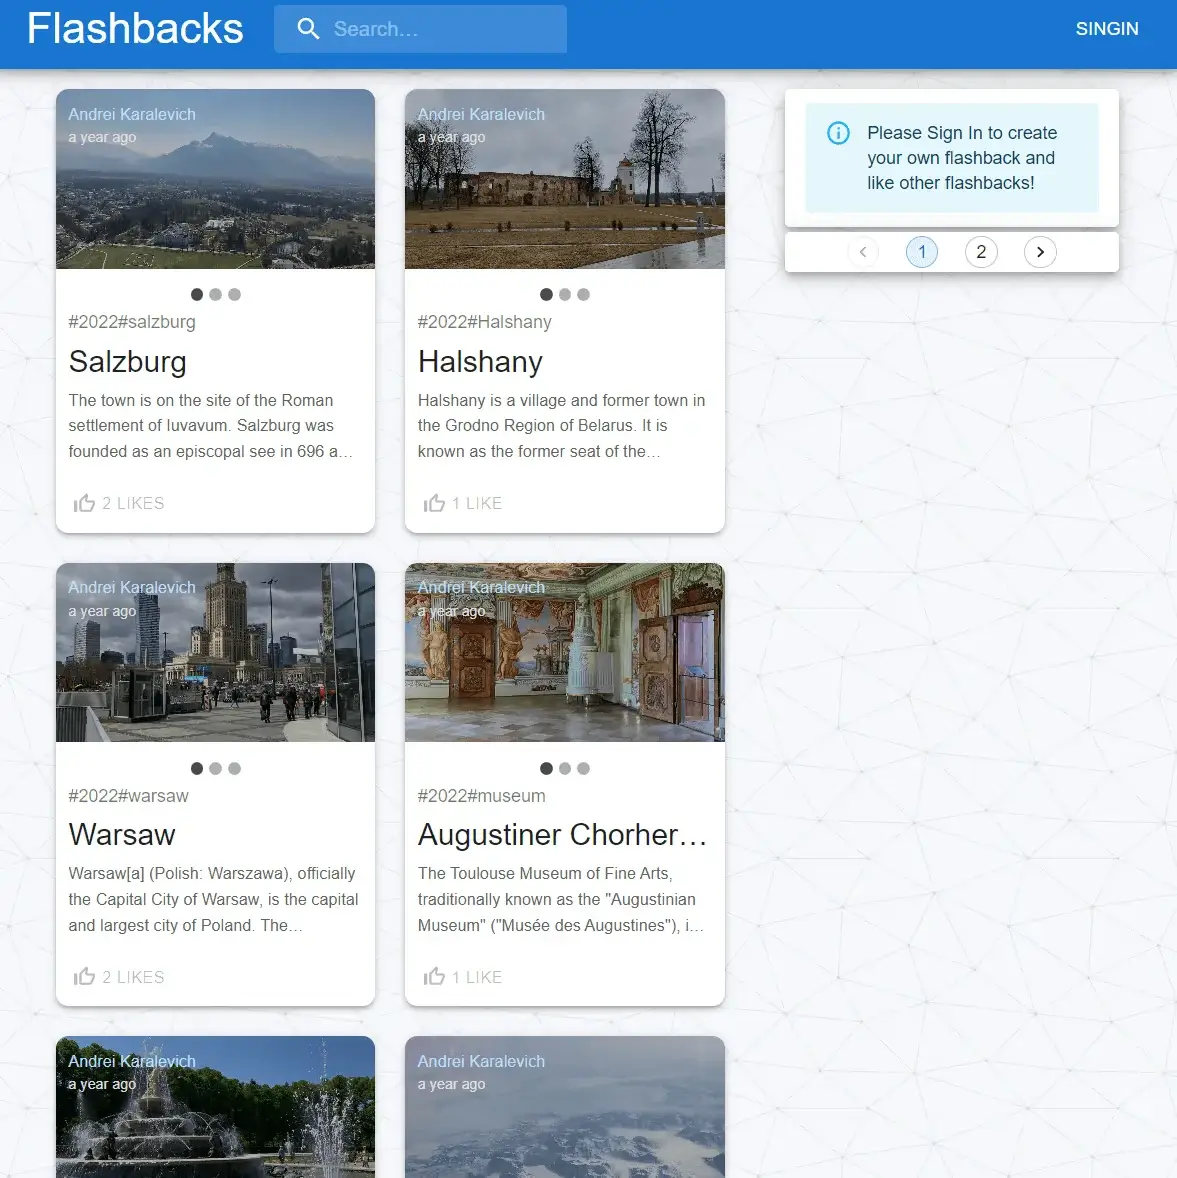 Flashbacks
Search...
SINGIN
Andrei Karalevich
a year ago
#2022#salzburg
Salzburg
The town is on the site of the Roman
settlement of Iuvavum. Salzburg was
founded as an episcopal see in 696 a...
2 LIKES
Andrei Karalevich
a year ago
#2022#Halshany
Halshany
Halshany is a village and former town in
the Grodno Region of Belarus. It is
known as the former seat of the...
1 LIKE
Please Sign In to create
your own flashback and
like other flashbacks!
1
2
Andrei Karalevich
a year ago
#2022#warsaw
Warsaw
Warsaw[a] (Polish: Warszawa), officially
the Capital City of Warsaw, is the capital
and largest city of Poland. The...
2 LIKES
Andrei Karalevich
a year ago
#2022#museum
Augustiner Chorher...
The Toulouse Museum of Fine Arts,
traditionally known as the "Augustinian
Museum" ("Musée des Augustines"), i...
1 LIKE
Andrei Karalevich
a year ago
Andrei Karalevich
a year ago